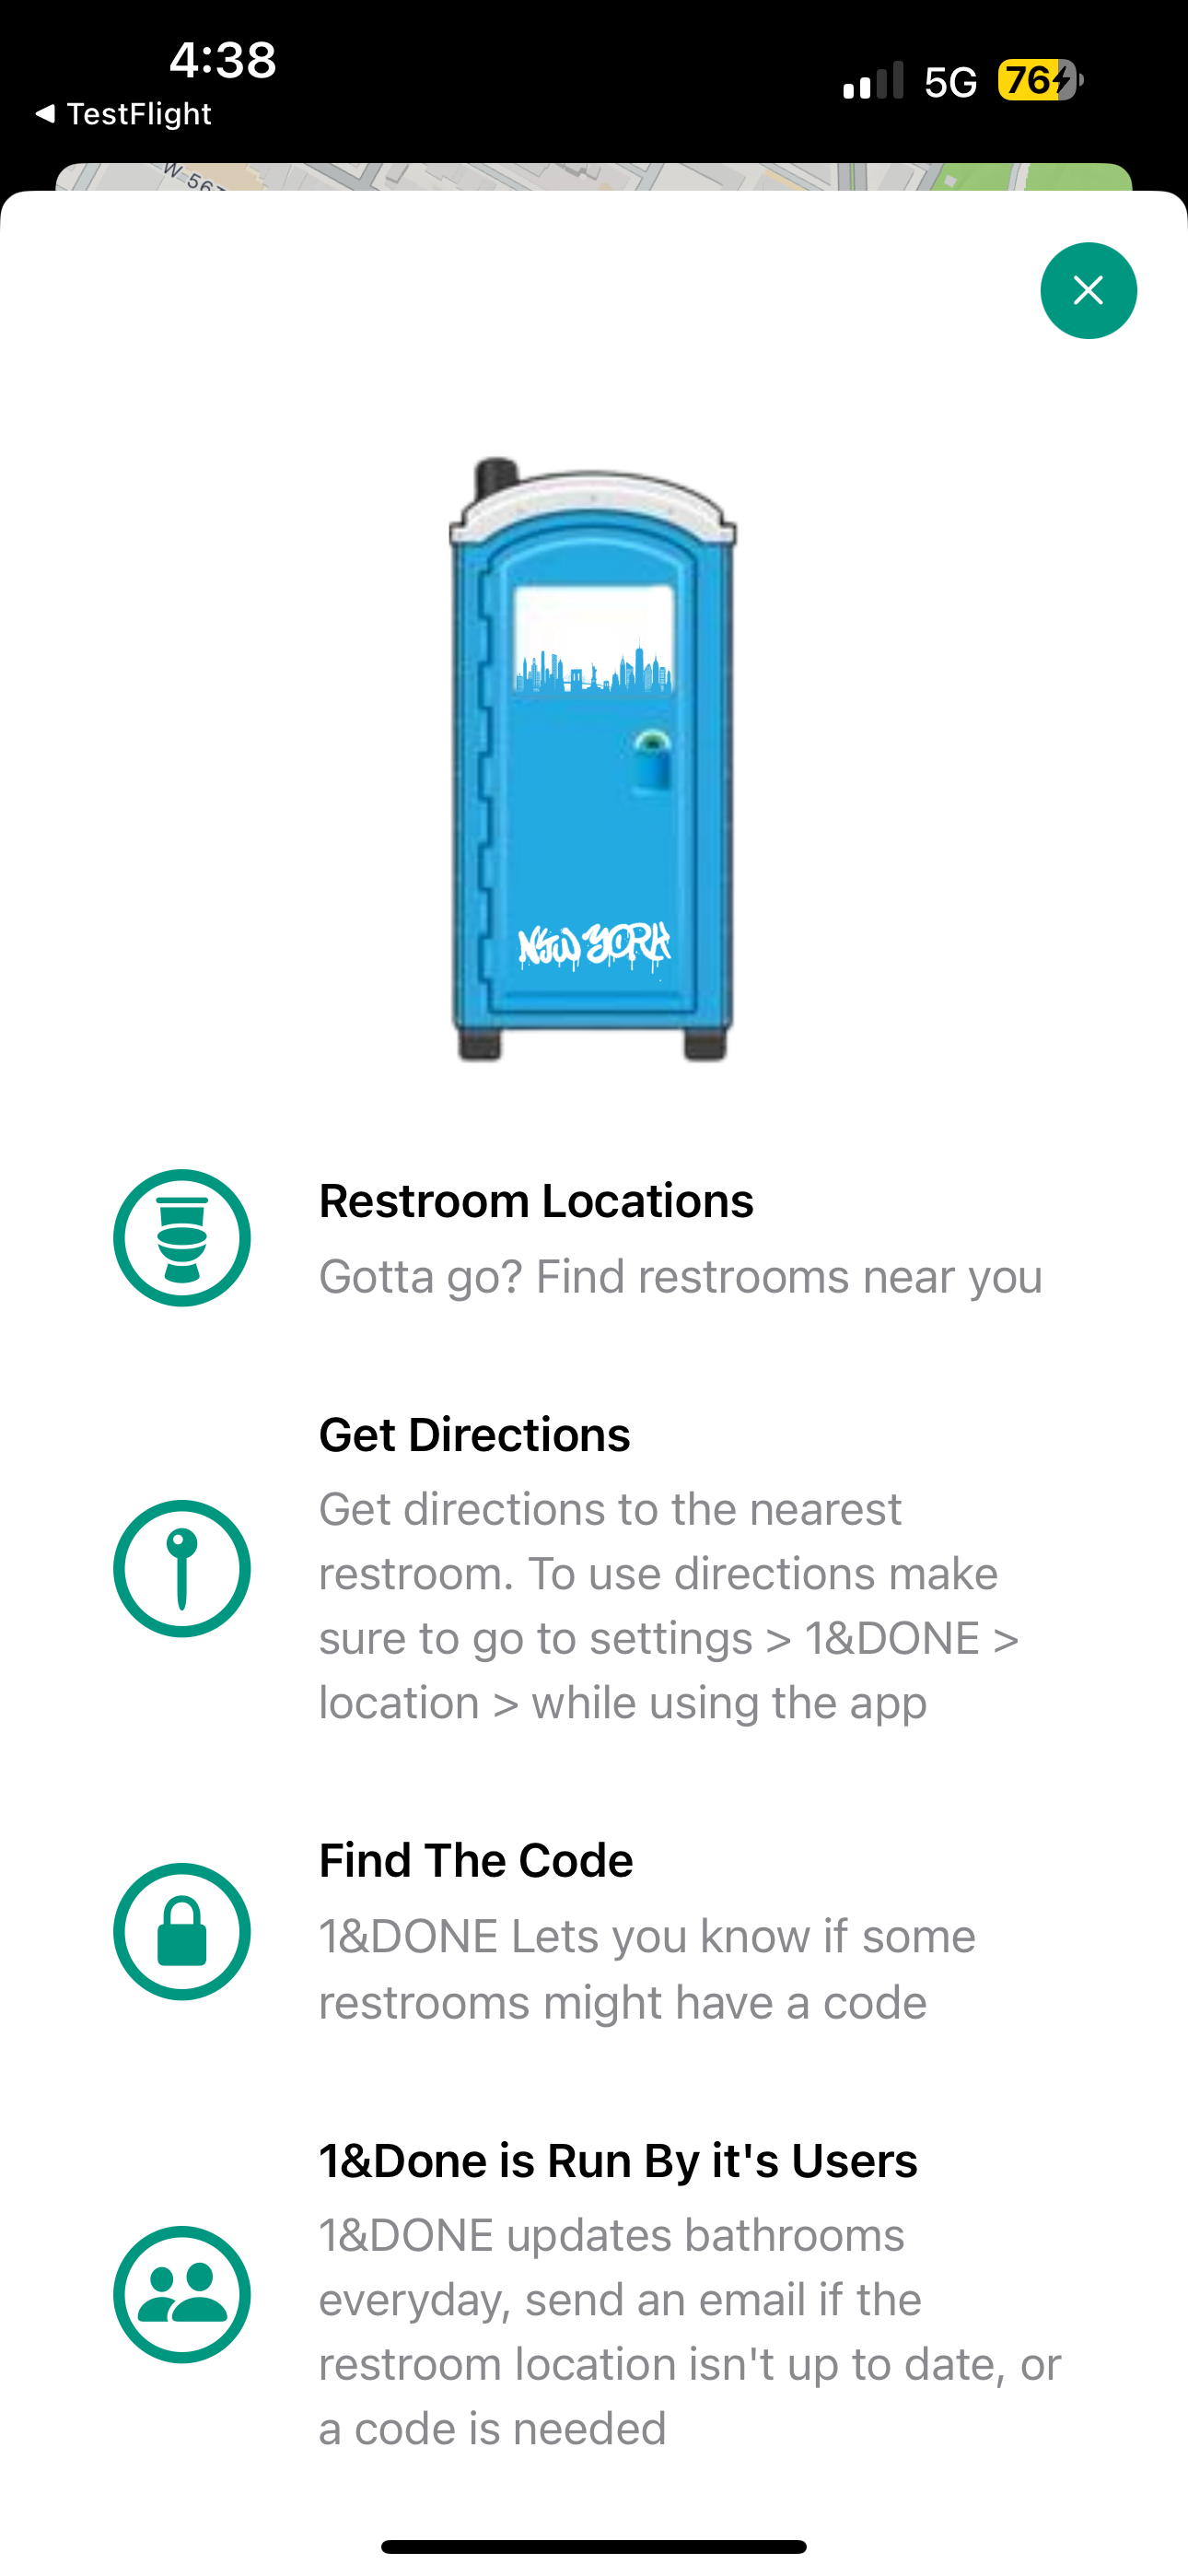 4:38
5G
76
◀ TestFlight
W 56
NEW YORK
Restroom Locations
Gotta go? Find restrooms near you
Get Directions
Get directions to the nearest
restroom. To use directions make
sure to go to settings > 1&DONE >
location > while using the app
Find The Code
1&DONE Lets you know if some
restrooms might have a code
1&Done is Run By it's Users
1&DONE updates bathrooms
everyday, send an email if the
restroom location isn't up to date, or
a code is needed